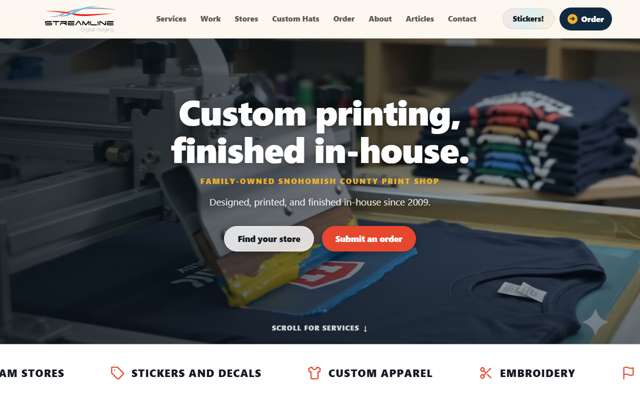 STREAMLINE
Services
Work
Stores
Custom Hats
Order
About
Articles
Contact
Stickers!
Order
Custom printing,
finished in-house.
FAMILY-OWNED SNOHOMISH COUNTY PRINT SHOP
Designed, printed, and finished in-house since 2009.
Find your store
Submit an order
SCROLL FOR SERVICES ↓
AM STORES
STICKERS AND DECALS
CUSTOM APPAREL
EMBROIDERY